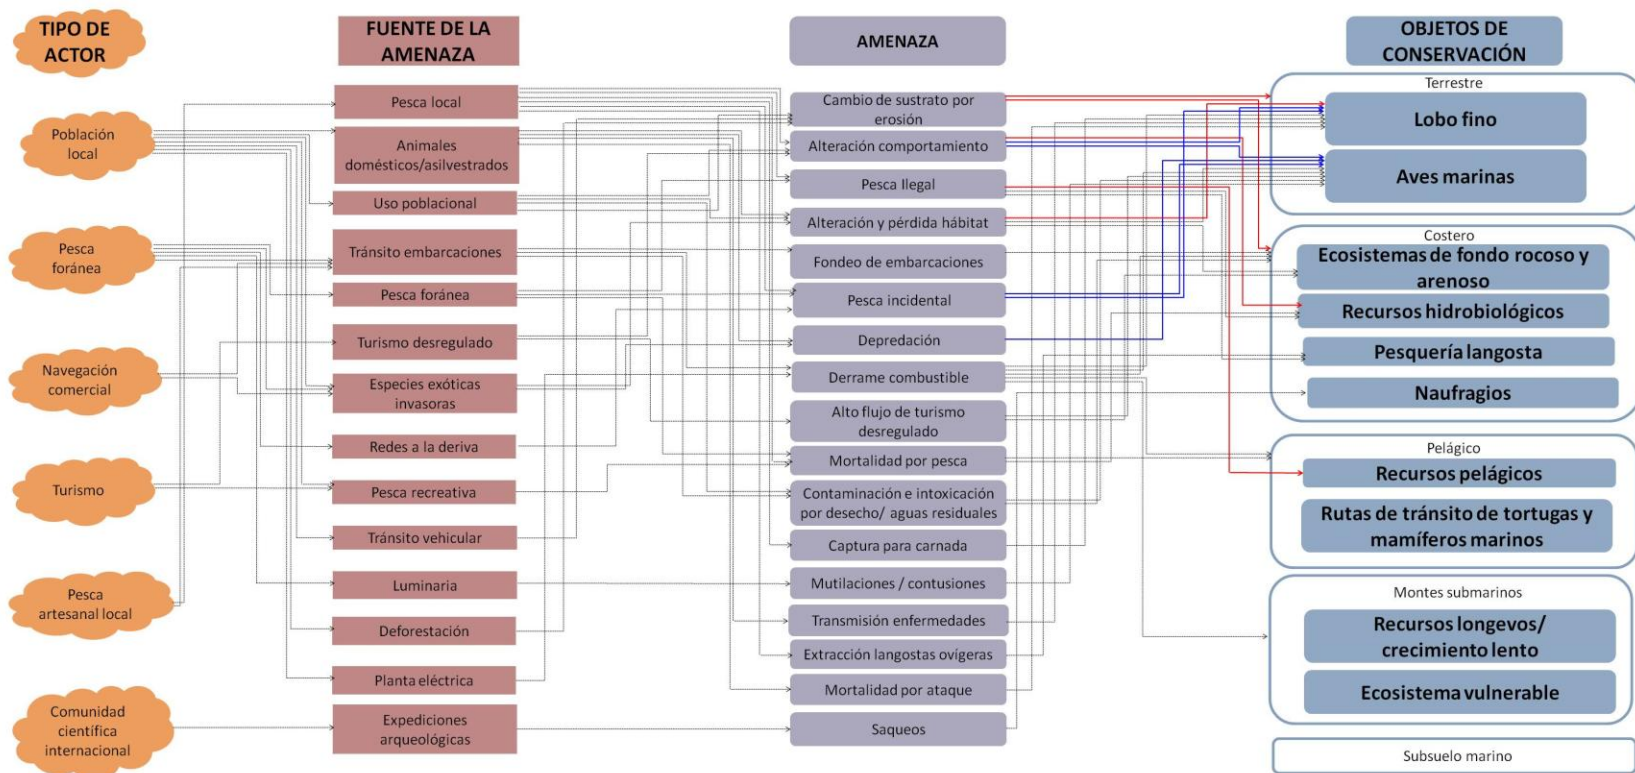 TIPO DE
ACTOR
Población
local
Pesca
foránea
Navegación
comercial
Turismo
Pesca
artesanal local
Comunidad
científica
internacional
FUENTE DE LA
AMENAZA
Pesca local
Animales
domésticos/asilvestrados
Uso poblacional
Tránsito embarcaciones
Pesca foránea
Turismo desregulado
Especies exóticas
invasoras
Redes a la deriva
Pesca recreativa
Tránsito vehicular
Luminaria
Deforestación
Planta eléctrica
Expediciones
arqueológicas
AMENAZA
Cambio de sustrato por
erosión
Alteración comportamiento
Pesca Ilegal
Alteración y pérdida hábitat
Fondeo de embarcaciones
Pesca incidental
Depredación
Derrame combustible
Alto flujo de turismo
desregulado
Mortalidad por pesca
Contaminación e intoxicación
por desecho/ aguas residuales
Captura para carnada
Mutilaciones / contusiones
Transmisión enfermedades
Extracción langostas ovígeras
Mortalidad por ataque
Saqueos
OBJETOS DE
CONSERVACIÓN
Terrestre
Lobo fino
Aves marinas
Costero
Ecosistemas de fondo rocoso y
arenoso
Recursos hidrobiológicos
Pesquería langosta
Naufragios
Pelágico
Recursos pelágicos
Rutas de tránsito de tortugas y
mamíferos marinos
Montes submarinos
Recursos longevos/
crecimiento lento
Ecosistema vulnerable
Subsuelo marino